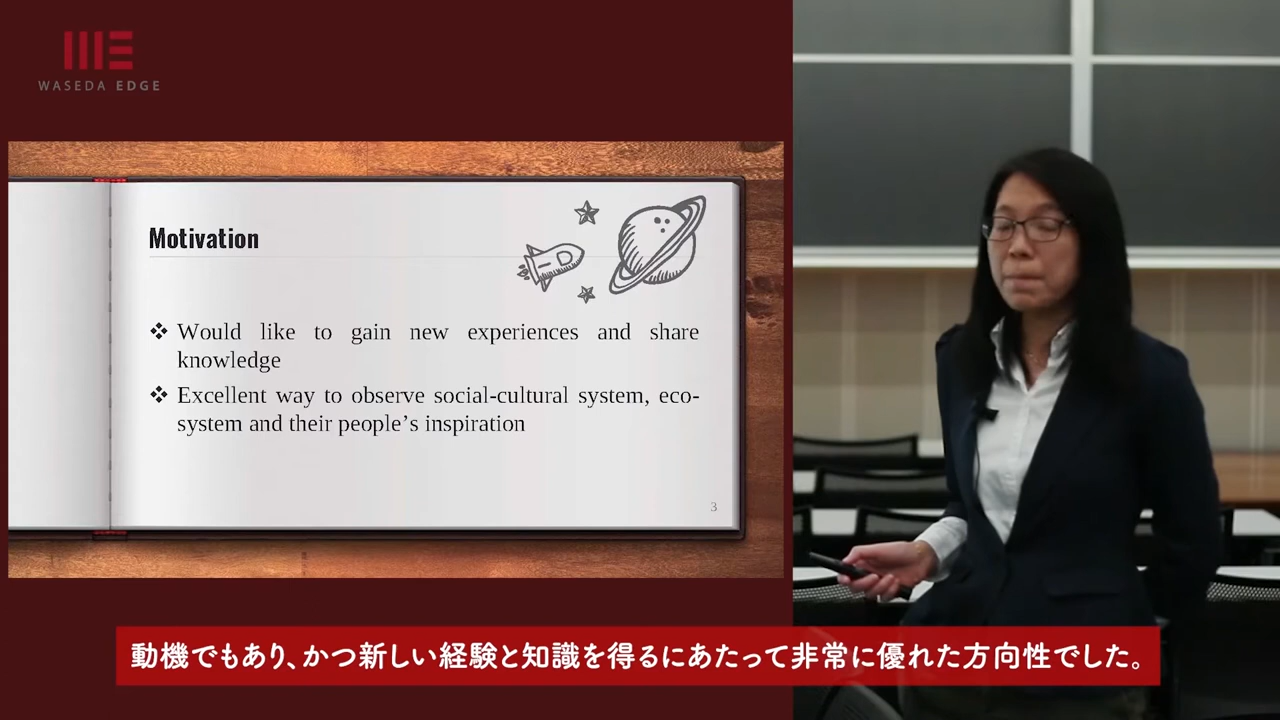 WASEDA EDGE
Motivation
❖ Would like to gain new experiences and share
knowledge
❖ Excellent way to observe social-cultural system, eco-
system and their people's inspiration
3
動機でもあり、かつ新しい経験と知識を得るにあたって非常に優れた方向性でした。